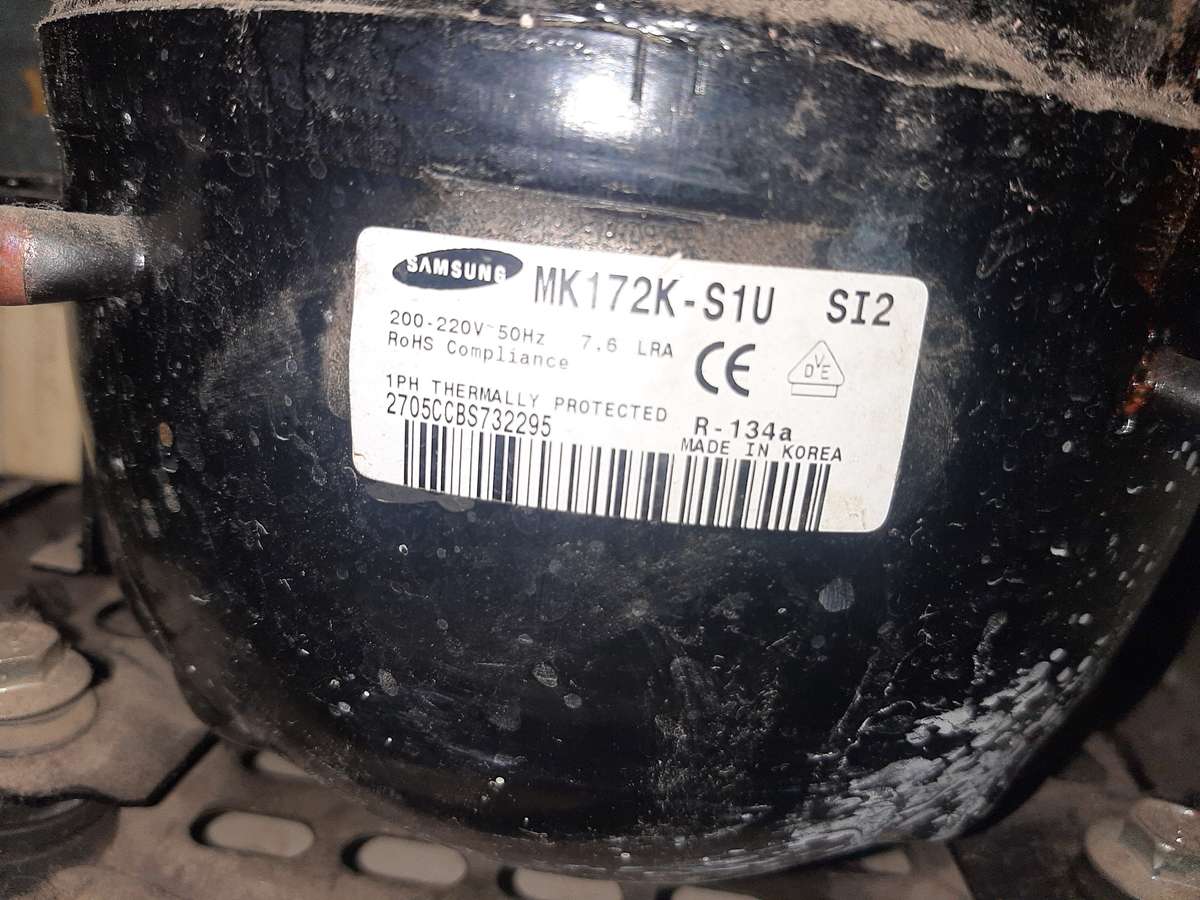 SAMSUNG MK172K-S1U SI2
200-220V~50Hz 7.6 LRA
RoHS Compliance
CE
VDE
1PH THERMALLY PROTECTED
2705CCBS732295
R-134a
MADE IN KOREA